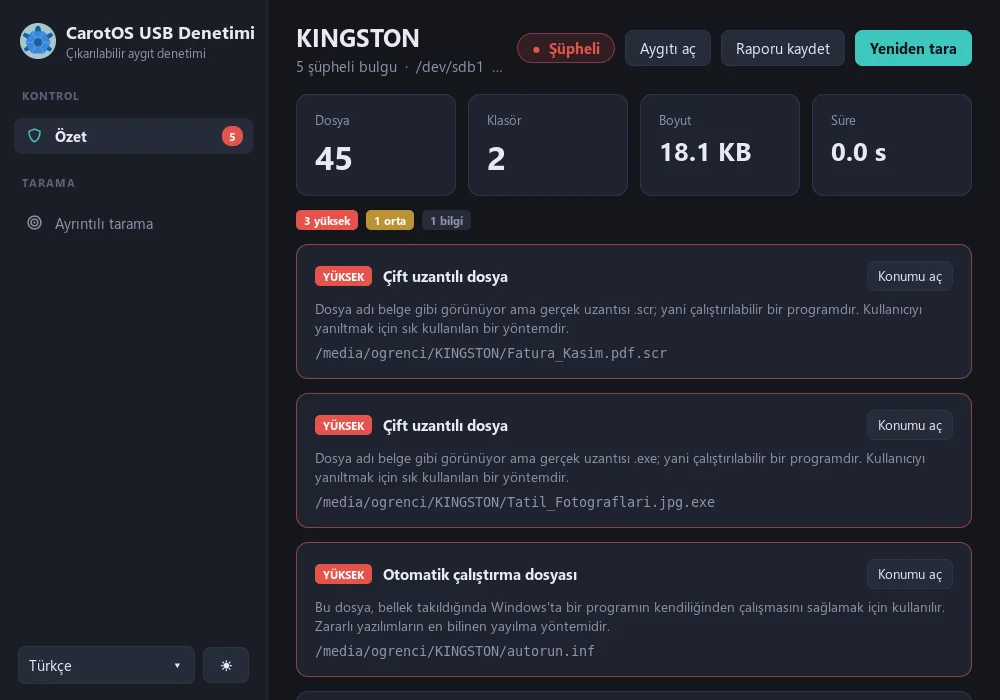 CarotOS USB Denetimi
Çıkarılabilir aygıt denetimi
KONTROL
Özet 5
TARAMA
Ayrıntılı tarama
Türkçe
KINGSTON
5 şüpheli bulgu · /dev/sdb1 ...
Şüpheli
Aygıtı aç
Raporu kaydet
Yeniden tara
Dosya
45
Klasör
2
Boyut
18.1 KB
Süre
0.0 s
3 yüksek 1 orta 1 bilgi
YÜKSEK Çift uzantılı dosya Konumu aç
Dosya adı belge gibi görünüyor ama gerçek uzantısı .scr; yani çalıştırılabilir bir programdır. Kullanıcıyı
yanıltmak için sık kullanılan bir yöntemdir.
/media/ogrenci/KINGSTON/Fatura_Kasim.pdf.scr
YÜKSEK Çift uzantılı dosya Konumu aç
Dosya adı belge gibi görünüyor ama gerçek uzantısı .exe; yani çalıştırılabilir bir programdır. Kullanıcıyı
yanıltmak için sık kullanılan bir yöntemdir.
/media/ogrenci/KINGSTON/Tatil_Fotograflari.jpg.exe
YÜKSEK Otomatik çalıştırma dosyası Konumu aç
Bu dosya, bellek takıldığında Windows'ta bir programın kendiliğinden çalışmasını sağlamak için kullanılır.
Zararlı yazılımların en bilinen yayılma yöntemidir.
/media/ogrenci/KINGSTON/autorun.inf